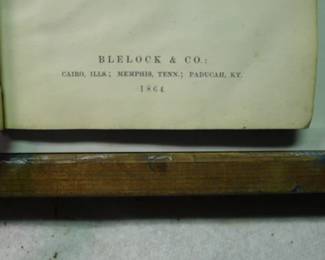 BLELOCK & CO.:
CAIRO, ILLS.; MEMPHIS, TENN.; PADUCAH, KY.
1864